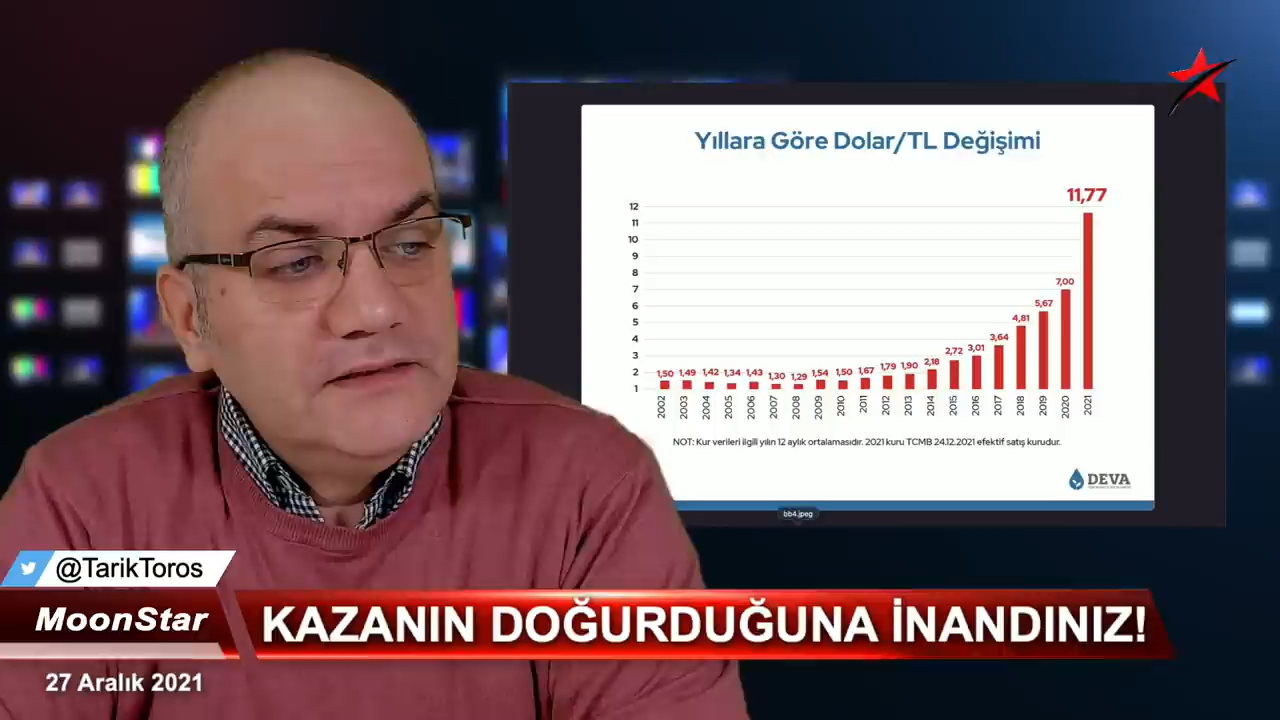 Yıllara Göre Dolar/TL Değişimi
12
11
10
9
8
7
6
5
4
3
2
1
1,50 1,49 1,42 1,34 1,43 1,30 1,29 1,54 1,50 1,67 1,79 1,90 2,18 2,72 3,01 3,64 4,81 5,67 7,00 11,77
2002 2003 2004 2005 2006 2007 2008 2009 2010 2011 2012 2013 2014 2015 2016 2017 2018 2019 2020 2021
NOT: Kur verileri ilgili yılın 12 aylık ortalamasıdır. 2021 kuru TCMB 24.12.2021 efektif satış kurudur.
DEVA
bb4.jpeg
@TarikToros
MoonStar
KAZANIN DOĞURDUĞUNA İNANDINIZ!
27 Aralık 2021